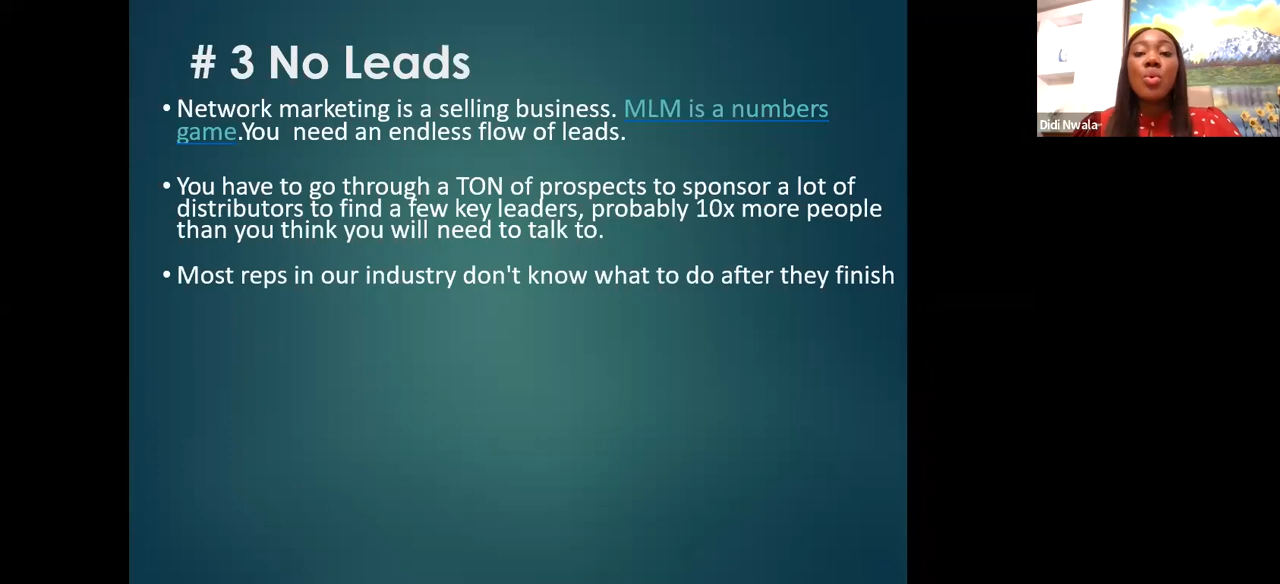 # 3 No Leads
• Network marketing is a selling business. MLM is a numbers
game.You  need an endless flow of leads.
• You have to go through a TON of prospects to sponsor a lot of
distributors to find a few key leaders, probably 10x more people
than you think you will need to talk to.
• Most reps in our industry don't know what to do after they finish
Didi Nwala